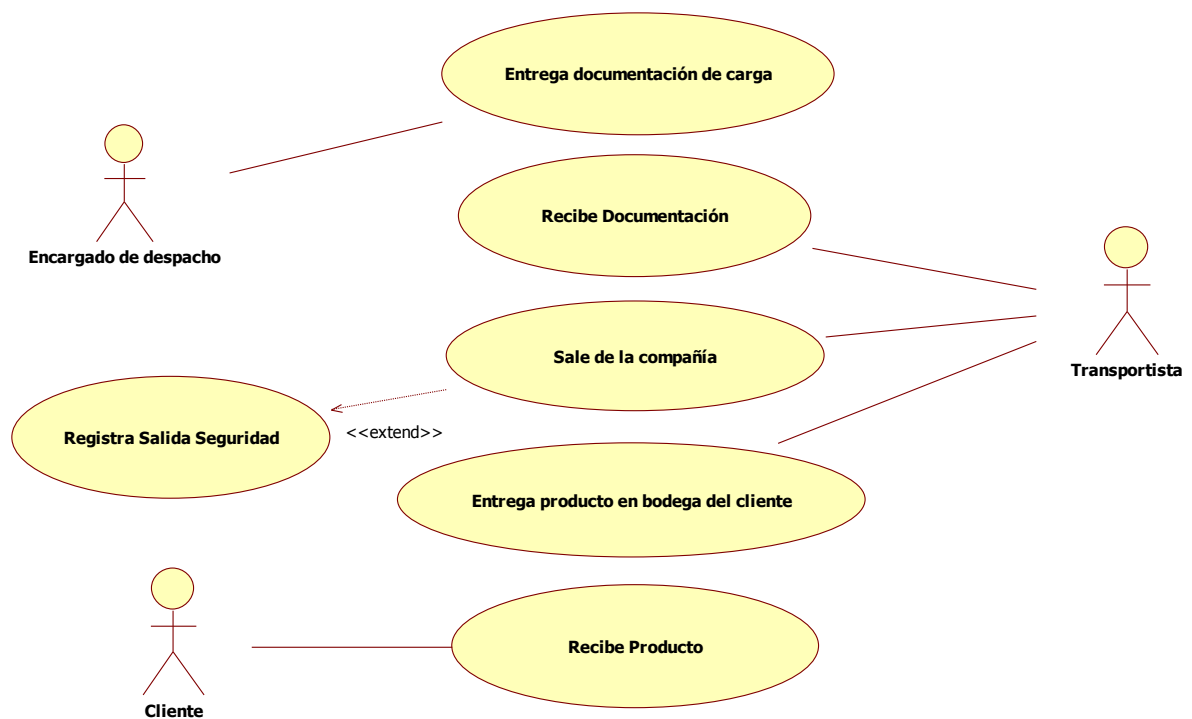 Entrega documentación de carga
Recibe Documentación
Encargado de despacho
Sale de la compañía
Transportista
Registra Salida Seguridad
<<extend>>
Entrega producto en bodega del cliente
Recibe Producto
Cliente